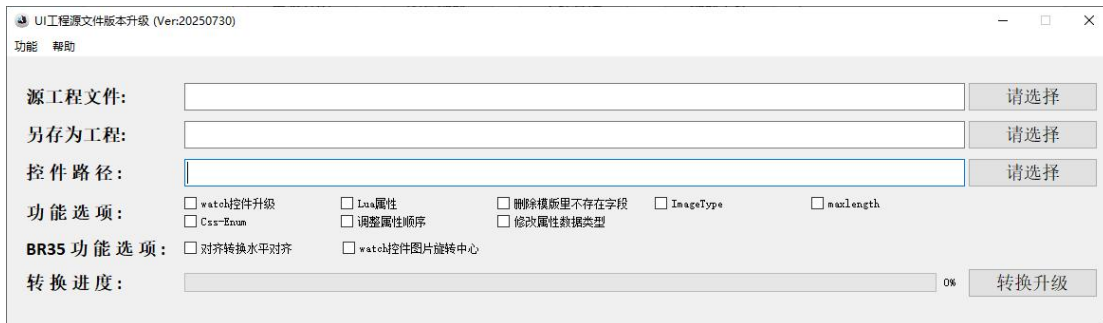 UI工程源文件版本升级 (Ver:20250730)
功能 帮助
源工程文件: 请选择
另存为工程: 请选择
控件路径: 请选择
功能选项: watch控件升级 Lua属性 删除模版里不存在字段 ImageType maxlength
Css-Enum 调整属性顺序 修改属性数据类型
BR35功能选项: 对齐转换水平对齐 watch控件图片旋转中心
转换进度: 0% 转换升级